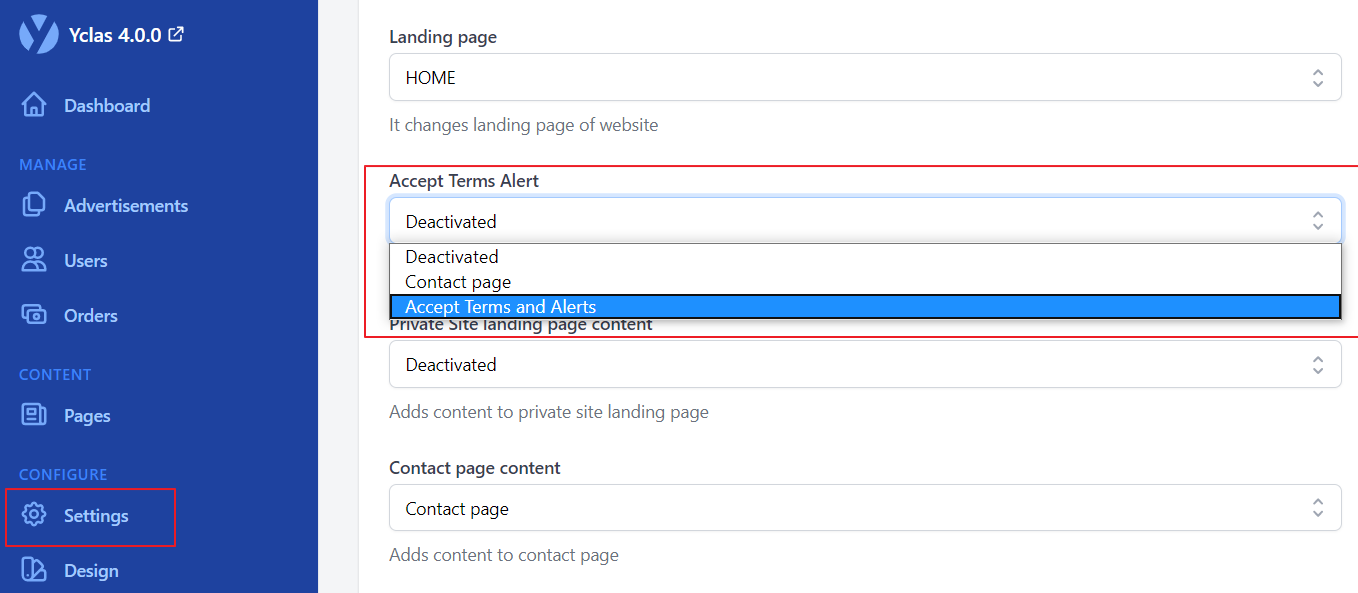 Yclas 4.0.0
Dashboard
MANAGE
Advertisements
Users
Orders
CONTENT
Pages
CONFIGURE
Settings
Design
Landing page
HOME
It changes landing page of website
Accept Terms Alert
Deactivated
Deactivated
Contact page
Accept Terms and Alerts
Private Site landing page content
Deactivated
Adds content to private site landing page
Contact page content
Contact page
Adds content to contact page